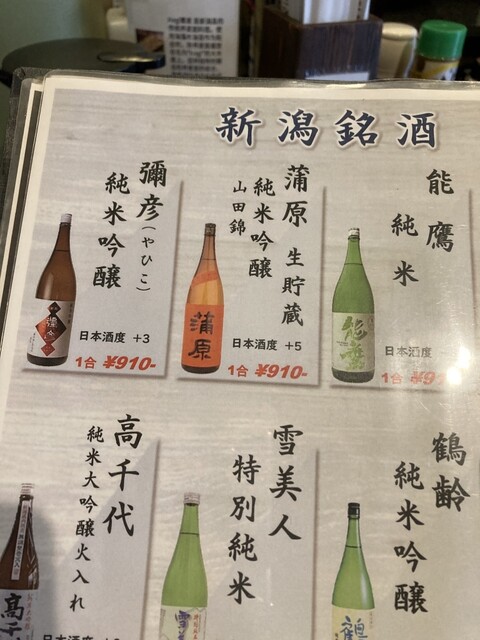 新潟銘酒
彌彦(やひこ)
純米吟醸
日本酒度 +3
1合 ¥910-
蒲原 生貯蔵
純米吟醸
山田錦
蒲原
日本酒度 +5
1合 ¥910-
能鷹
純米
日本酒度
1合 ¥91
高千代
純米大吟醸火入れ
雪美人
特別純米
鶴齢
純米吟醸